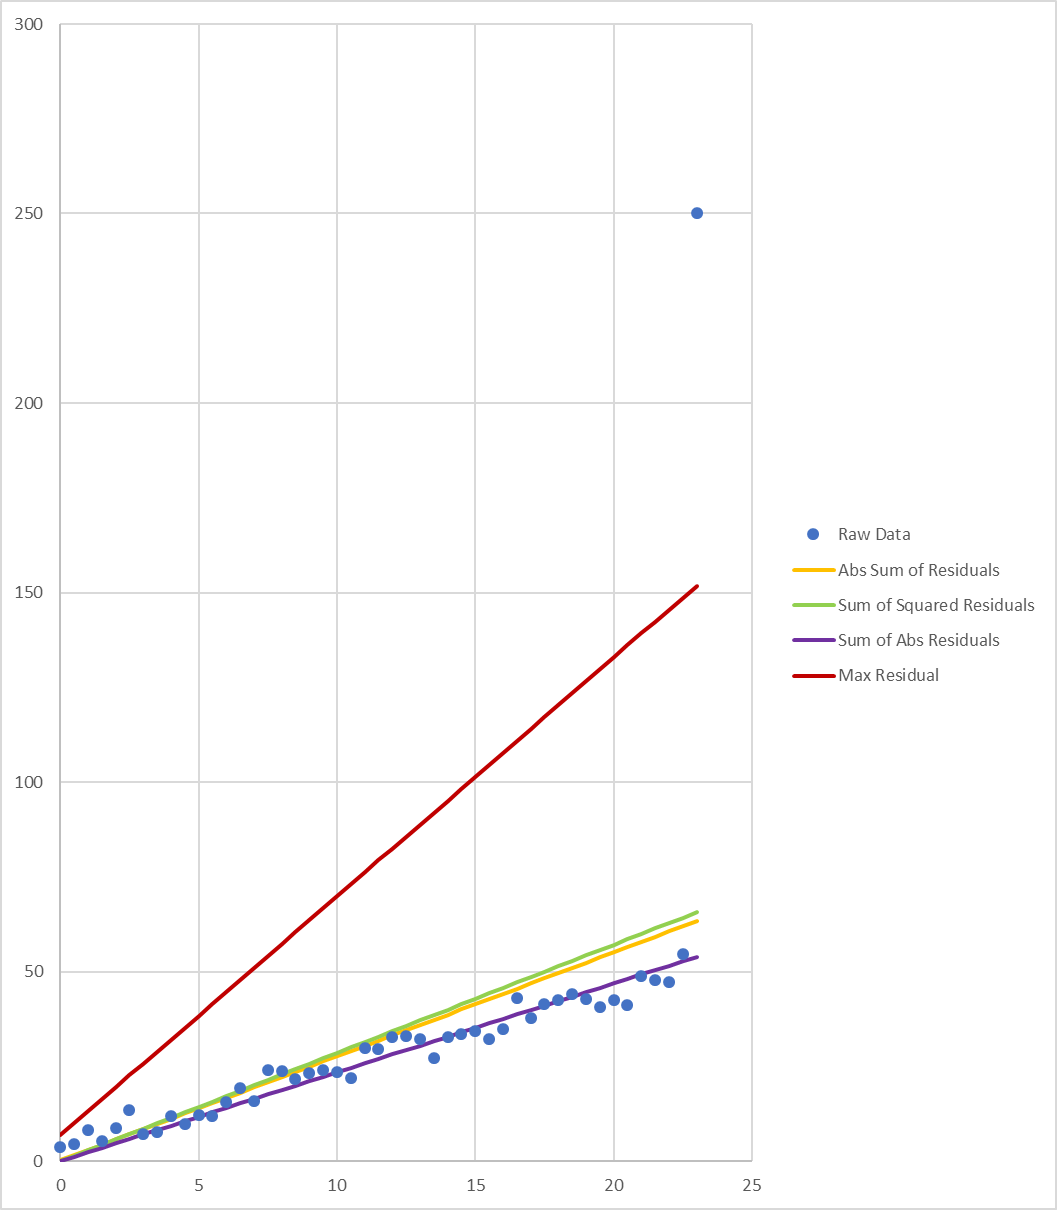 300
250
200
150
100
50
0
0 5 10 15 20 25
Raw Data
Abs Sum of Residuals
Sum of Squared Residuals
Sum of Abs Residuals
Max Residual